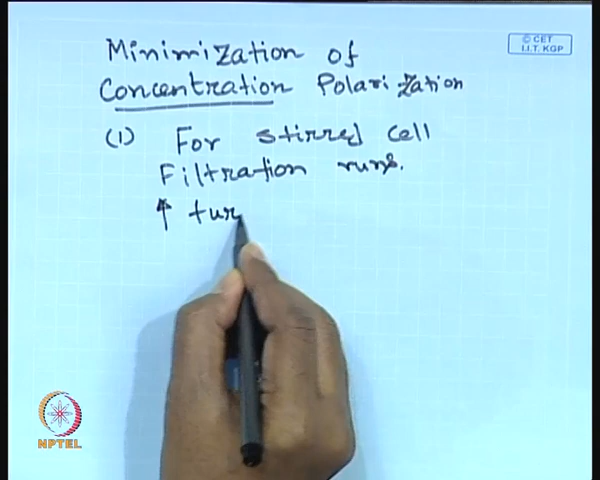 © CET
I.I.T. KGP
Minimization of
Concentration Polarization
(1) For stirred cell
Filtration runs.
↑ tur
NPTEL